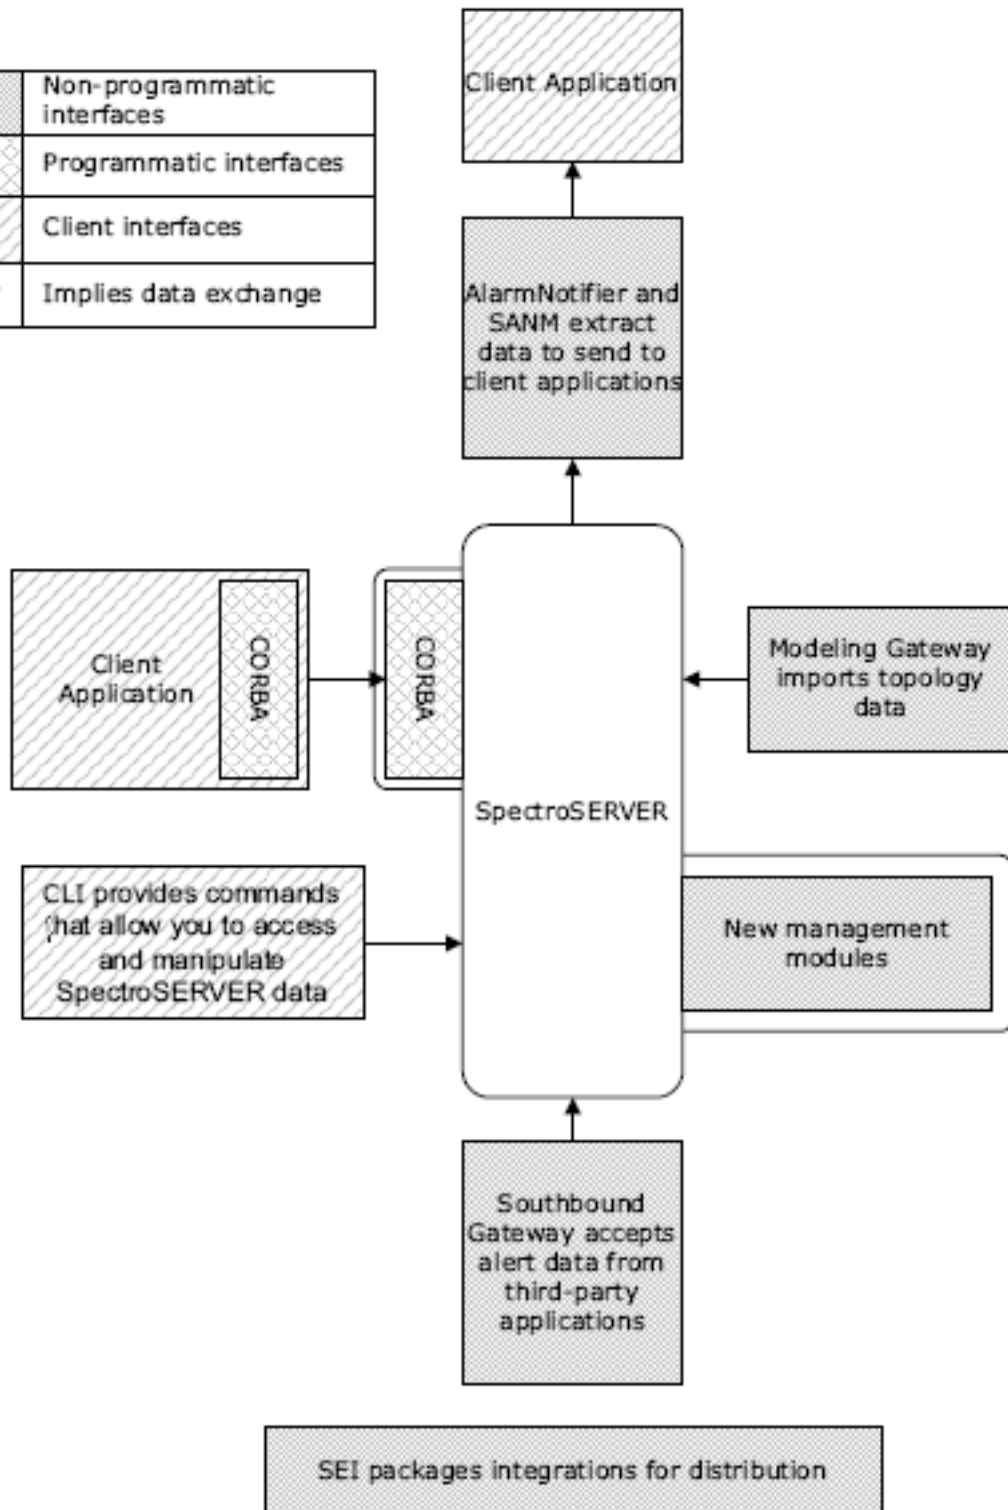 Client Application
Non-programmatic
interfaces
Programmatic interfaces
Client interfaces
Implies data exchange
AlarmNotifier and
SANM extract
data to send to
client applications
Client
Application
CORBA
CORBA
SpectroSERVER
Modeling Gateway
imports topology
data
CLI provides commands
that allow you to access
and manipulate
SpectroSERVER data
New management
modules
Southbound
Gateway accepts
alert data from
third-party
applications
SEI packages integrations for distribution